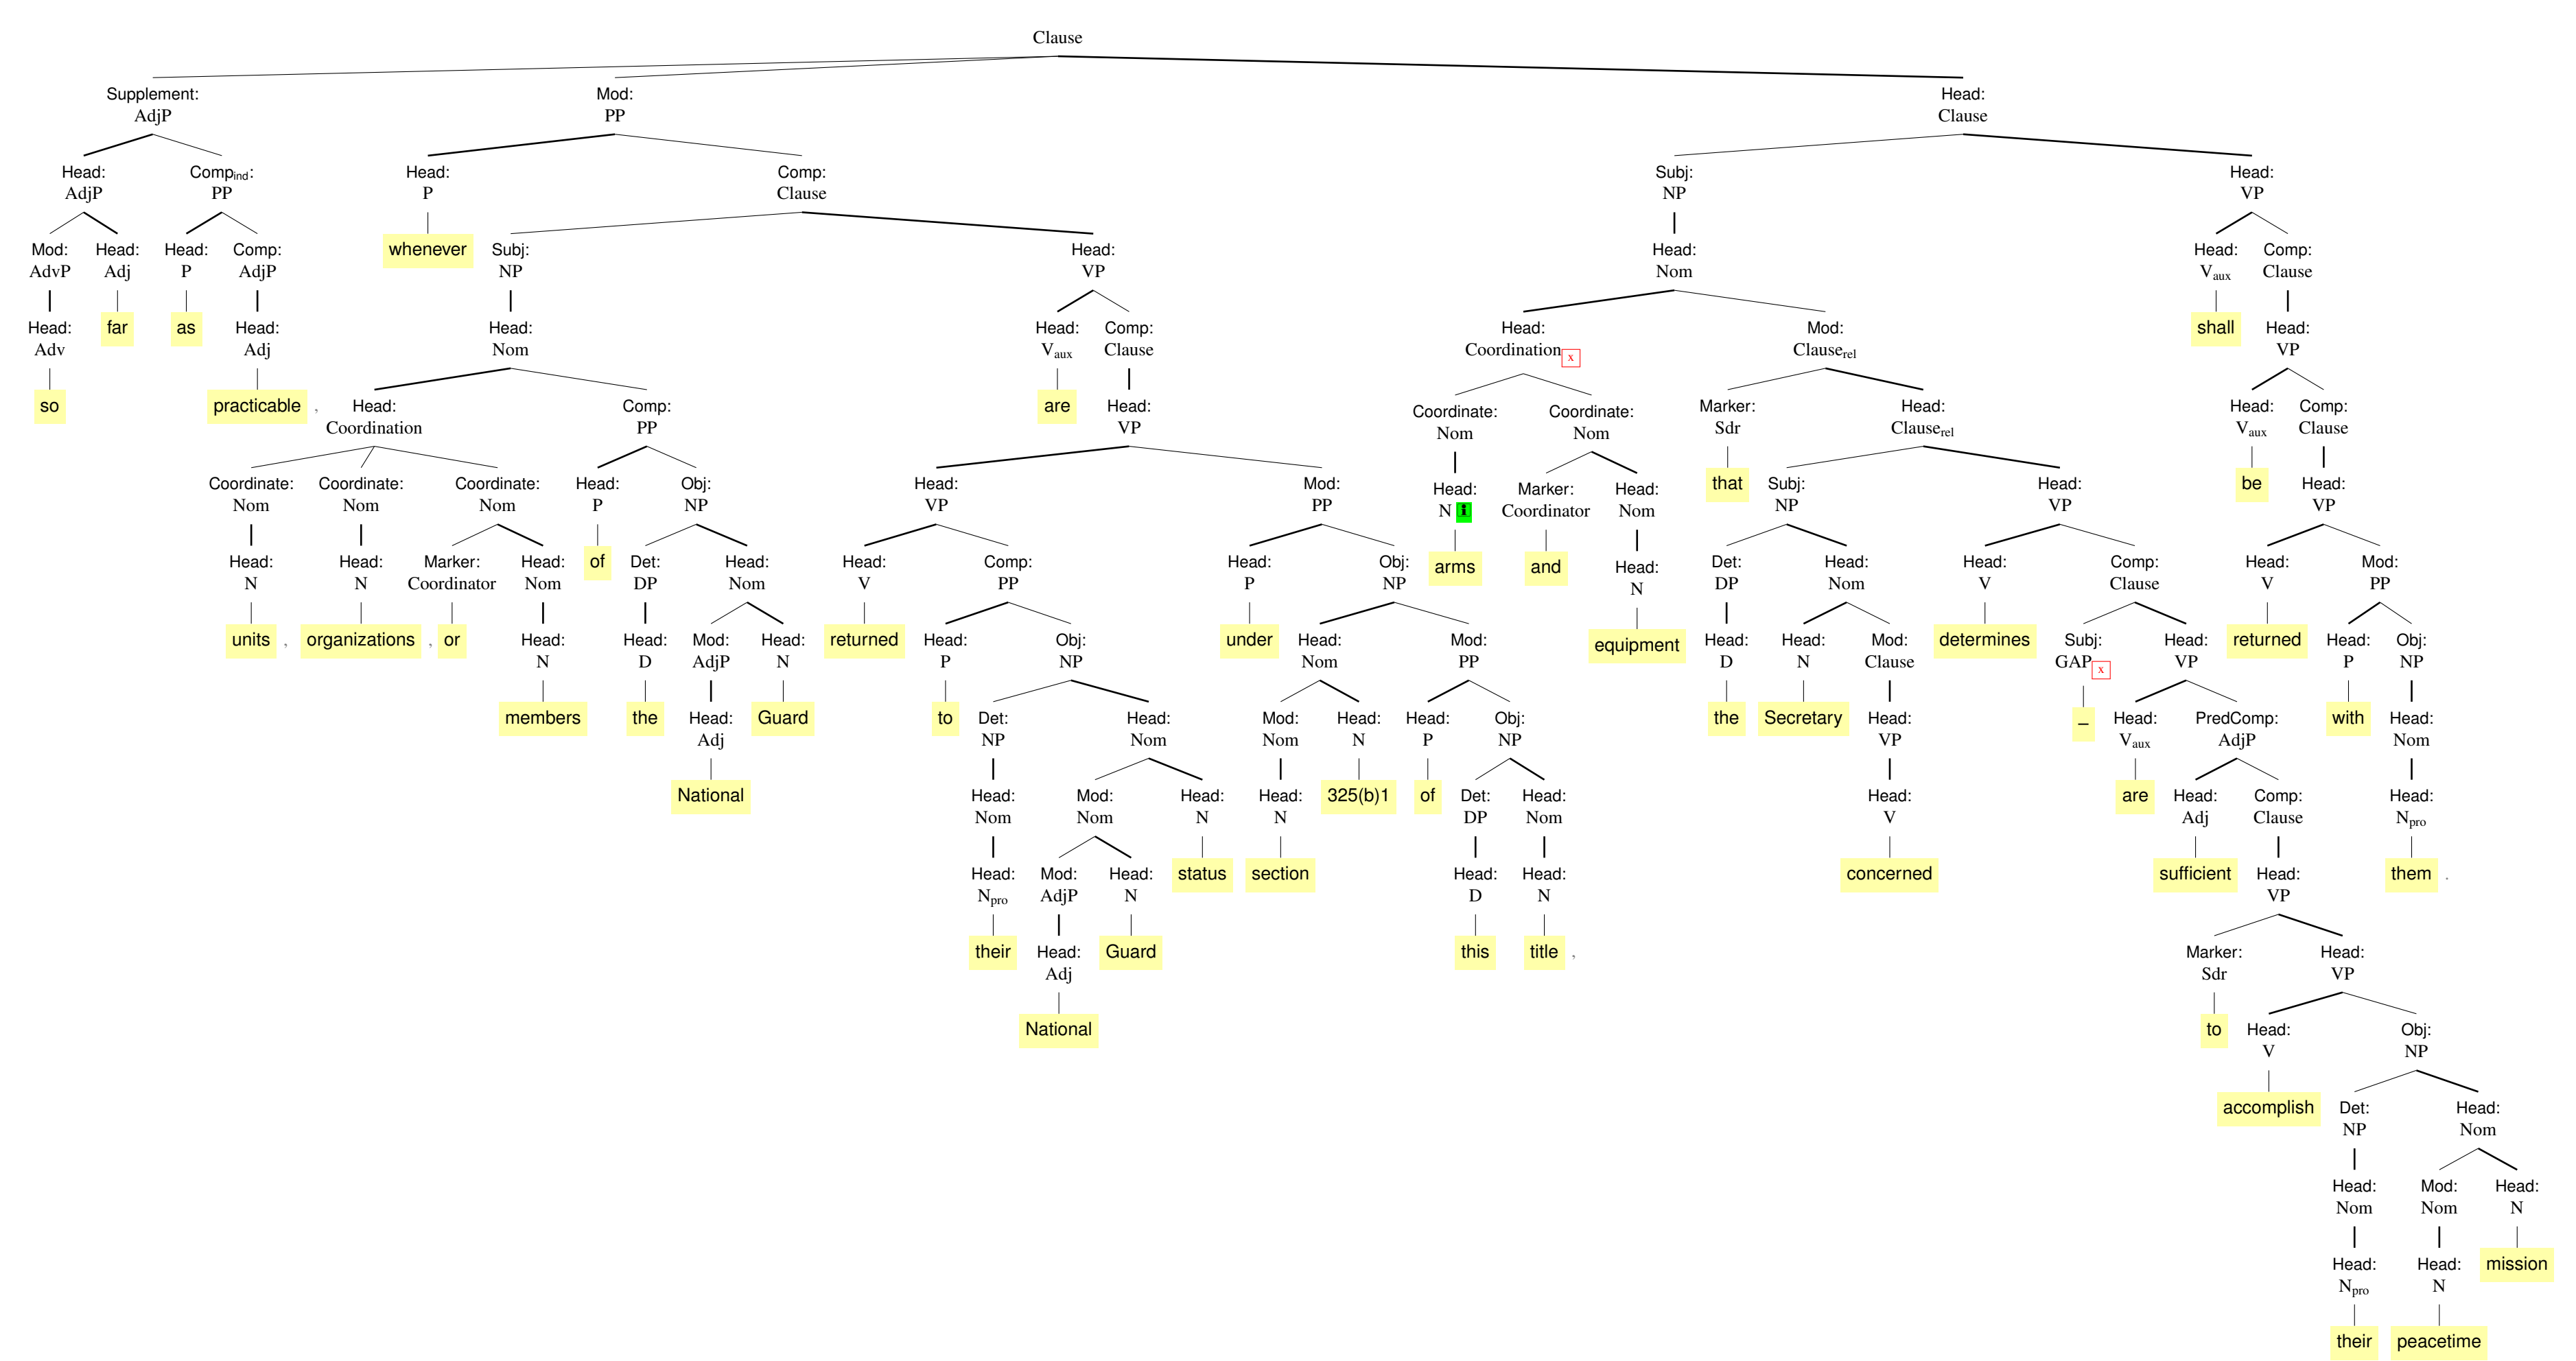 Clause
Supplement: Mod: Head:
AdjP PP Clause
Head: Compind: Head: Comp: Subj: Head:
AdjP PP P Clause NP VP
Mod: Head: Head: Comp: whenever Subj: Head: Head: Head: Comp:
AdvP Adj P AdjP NP VP Nom Vaux Clause
Head: far as Head: Head: Head: Comp: Head: Mod: shall Head:
Adv Adj Nom Vaux Clause Coordination x Clauserel VP
so practicable , Head: Comp: are Head: Coordinate: Coordinate: Marker: Head: Head: Comp:
Coordination PP VP Nom Nom Sdr Clauserel Vaux Clause
Coordinate: Coordinate: Coordinate: Head: Obj: Head: Mod: Head: Marker: Head: that Subj: Head: be Head:
Nom Nom Nom P NP VP PP N i Coordinator Nom NP VP VP
Head: Head: Marker: Head: of Det: Head: Head: Comp: Head: Obj: arms and Head: Det: Head: Head: Comp: Head: Mod:
N N Coordinator Nom DP Nom V PP P NP N DP Nom V Clause V PP
units , organizations , or Head: Head: Mod: Head: returned Head: Obj: under Head: Mod: equipment Head: Head: Mod: determines Subj: Head: returned Head: Obj:
N D AdjP N P NP Nom PP D N Clause GAP x VP P NP
members the Head: Guard to Det: Head: Mod: Head: Head: Obj: the Secretary Head: – Head: PredComp: with Head:
Adj NP Nom Nom N P NP VP Vaux AdjP Nom
National Head: Mod: Head: Head: 325(b)1 of Det: Head: Head: are Head: Comp: Head:
Nom Nom N N DP Nom V Adj Clause Npro
Head: Mod: Head: status section Head: Head: concerned sufficient Head: them .
Npro AdjP N D N VP
their Head: Guard this title , Marker: Head:
Adj Sdr VP
National to Head: Obj:
V NP
accomplish Det: Head:
NP Nom
Head: Mod: Head:
Nom Nom N
Head: Head: mission
Npro N
their peacetime